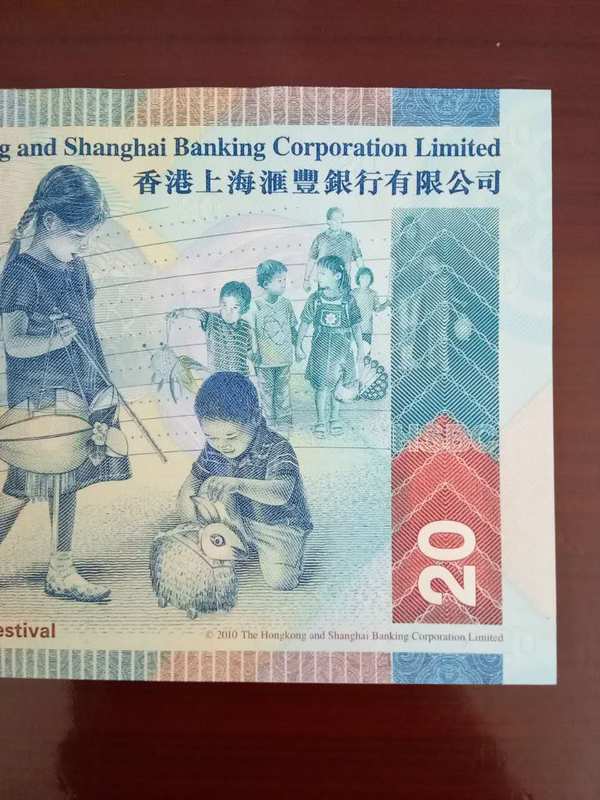 g and Shanghai Banking Corporation Limited
香港上海滙豐銀行有限公司
HSBC
20
estival
© 2010 The Hongkong and Shanghai Banking Corporation Limited